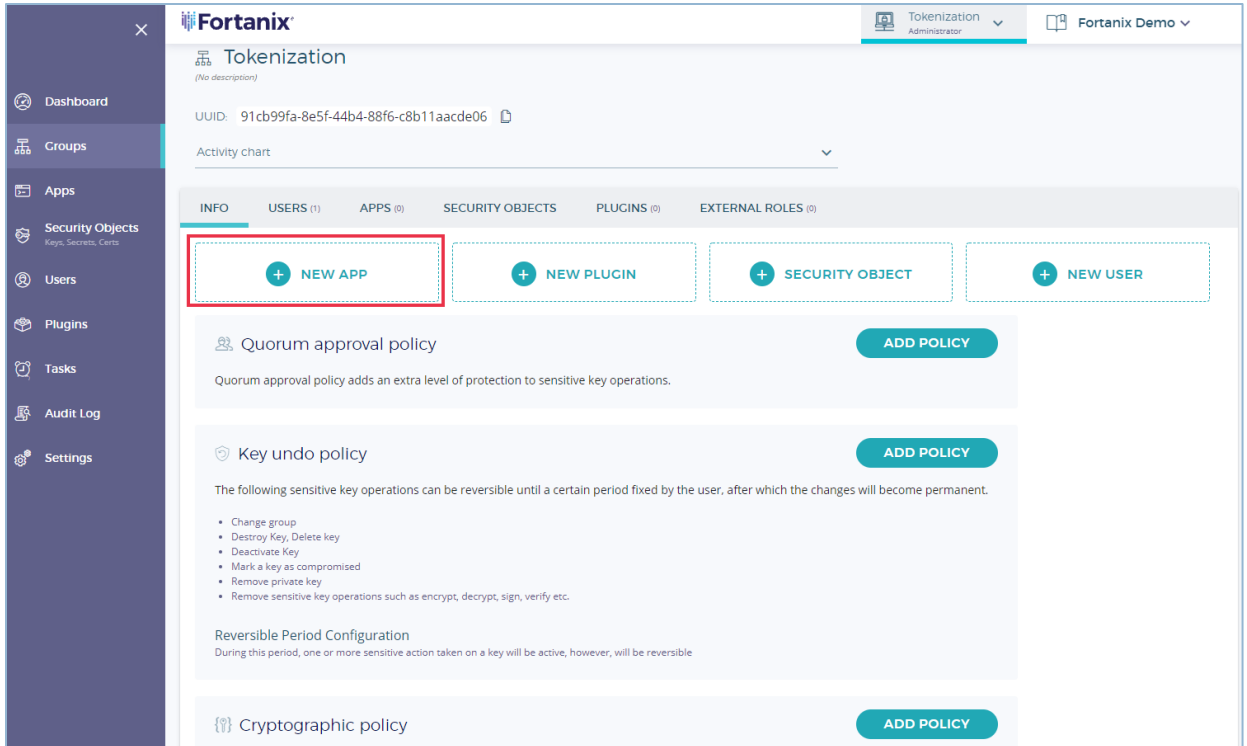 Fortanix
Tokenization
Administrator
Fortanix Demo
Dashboard
Groups
Apps
Security Objects
Keys, Secrets, Certs
Users
Plugins
Tasks
Audit Log
Settings
Tokenization
(No description)
UUID: 91cb99fa-8e5f-44b4-88f6-c8b11aacde06
Activity chart
INFO USERS (1) APPS (0) SECURITY OBJECTS PLUGINS (0) EXTERNAL ROLES (0)
NEW APP NEW PLUGIN SECURITY OBJECT NEW USER
Quorum approval policy ADD POLICY
Quorum approval policy adds an extra level of protection to sensitive key operations.
Key undo policy ADD POLICY
The following sensitive key operations can be reversible until a certain period fixed by the user, after which the changes will become permanent.
• Change group
• Destroy Key, Delete key
• Deactivate Key
• Mark a key as compromised
• Remove private key
• Remove sensitive key operations such as encrypt, decrypt, sign, verify etc.
Reversible Period Configuration
During this period, one or more sensitive action taken on a key will be active, however, will be reversible
Cryptographic policy ADD POLICY